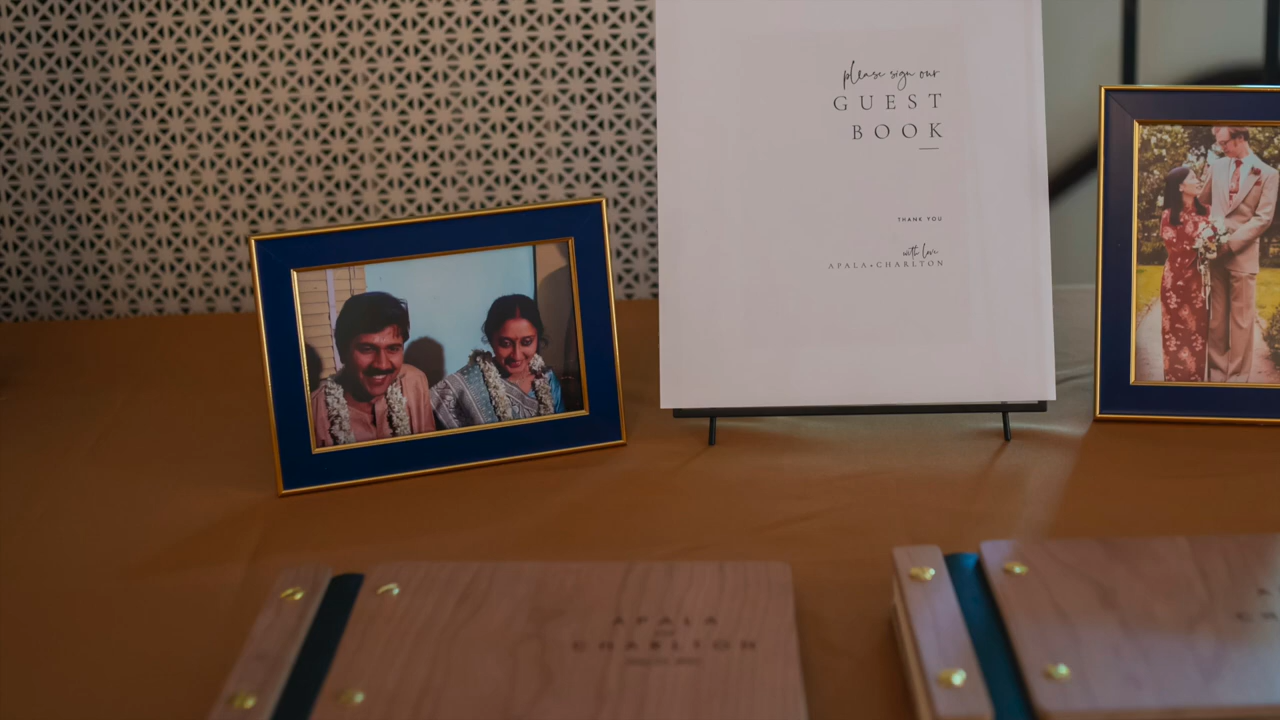 please sign our
GUEST
BOOK
THANK YOU
with love
APALA+CHARLTON
APALA
CHARLTON